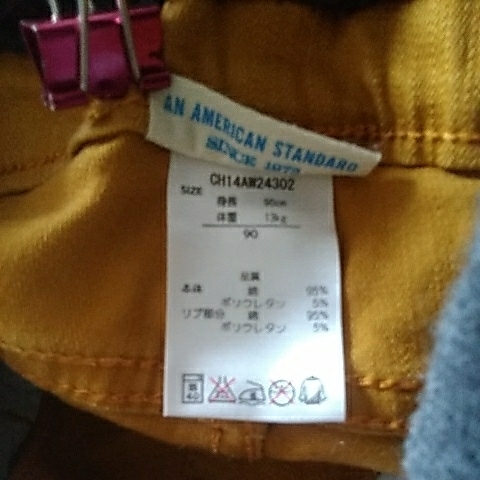 AN AMERICAN STANDARD
SINCE 1973
CH14AW24302
SIZE
身長 90cm
体重 13kg
90
品質
本体 綿 95%
ポリウレタン 5%
リブ部分 綿 95%
ポリウレタン 5%
40